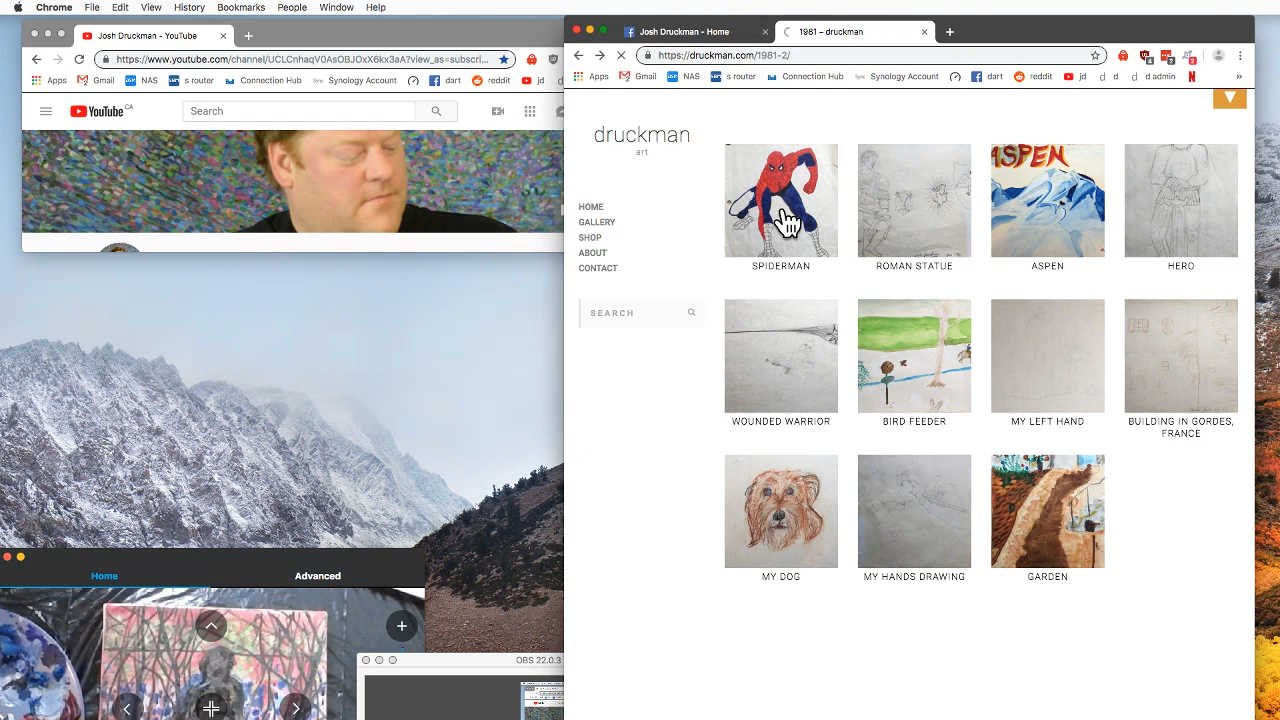 Chrome File Edit View History Bookmarks People Window Help
Josh Druckman - YouTube
https://www.youtube.com/channel/UCLCnhaqV0AsOBJOxX6kx3aA?view_as=subscri...
Apps Gmail NAS s router Connection Hub Synology Account dart reddit jd
YouTube CA
Search
Josh Druckman - Home
1981 – druckman
https://druckman.com/1981-2/
Apps Gmail NAS s router Connection Hub Synology Account dart reddit jd d d admin »
druckman
art
HOME
GALLERY
SHOP
ABOUT
CONTACT
SEARCH
ASPEN
SPIDERMAN
ROMAN STATUE
ASPEN
HERO
WOUNDED WARRIOR
BIRD FEEDER
MY LEFT HAND
BUILDING IN GORDES,
FRANCE
MY DOG
MY HANDS DRAWING
GARDEN
Home Advanced
OBS 22.0.3